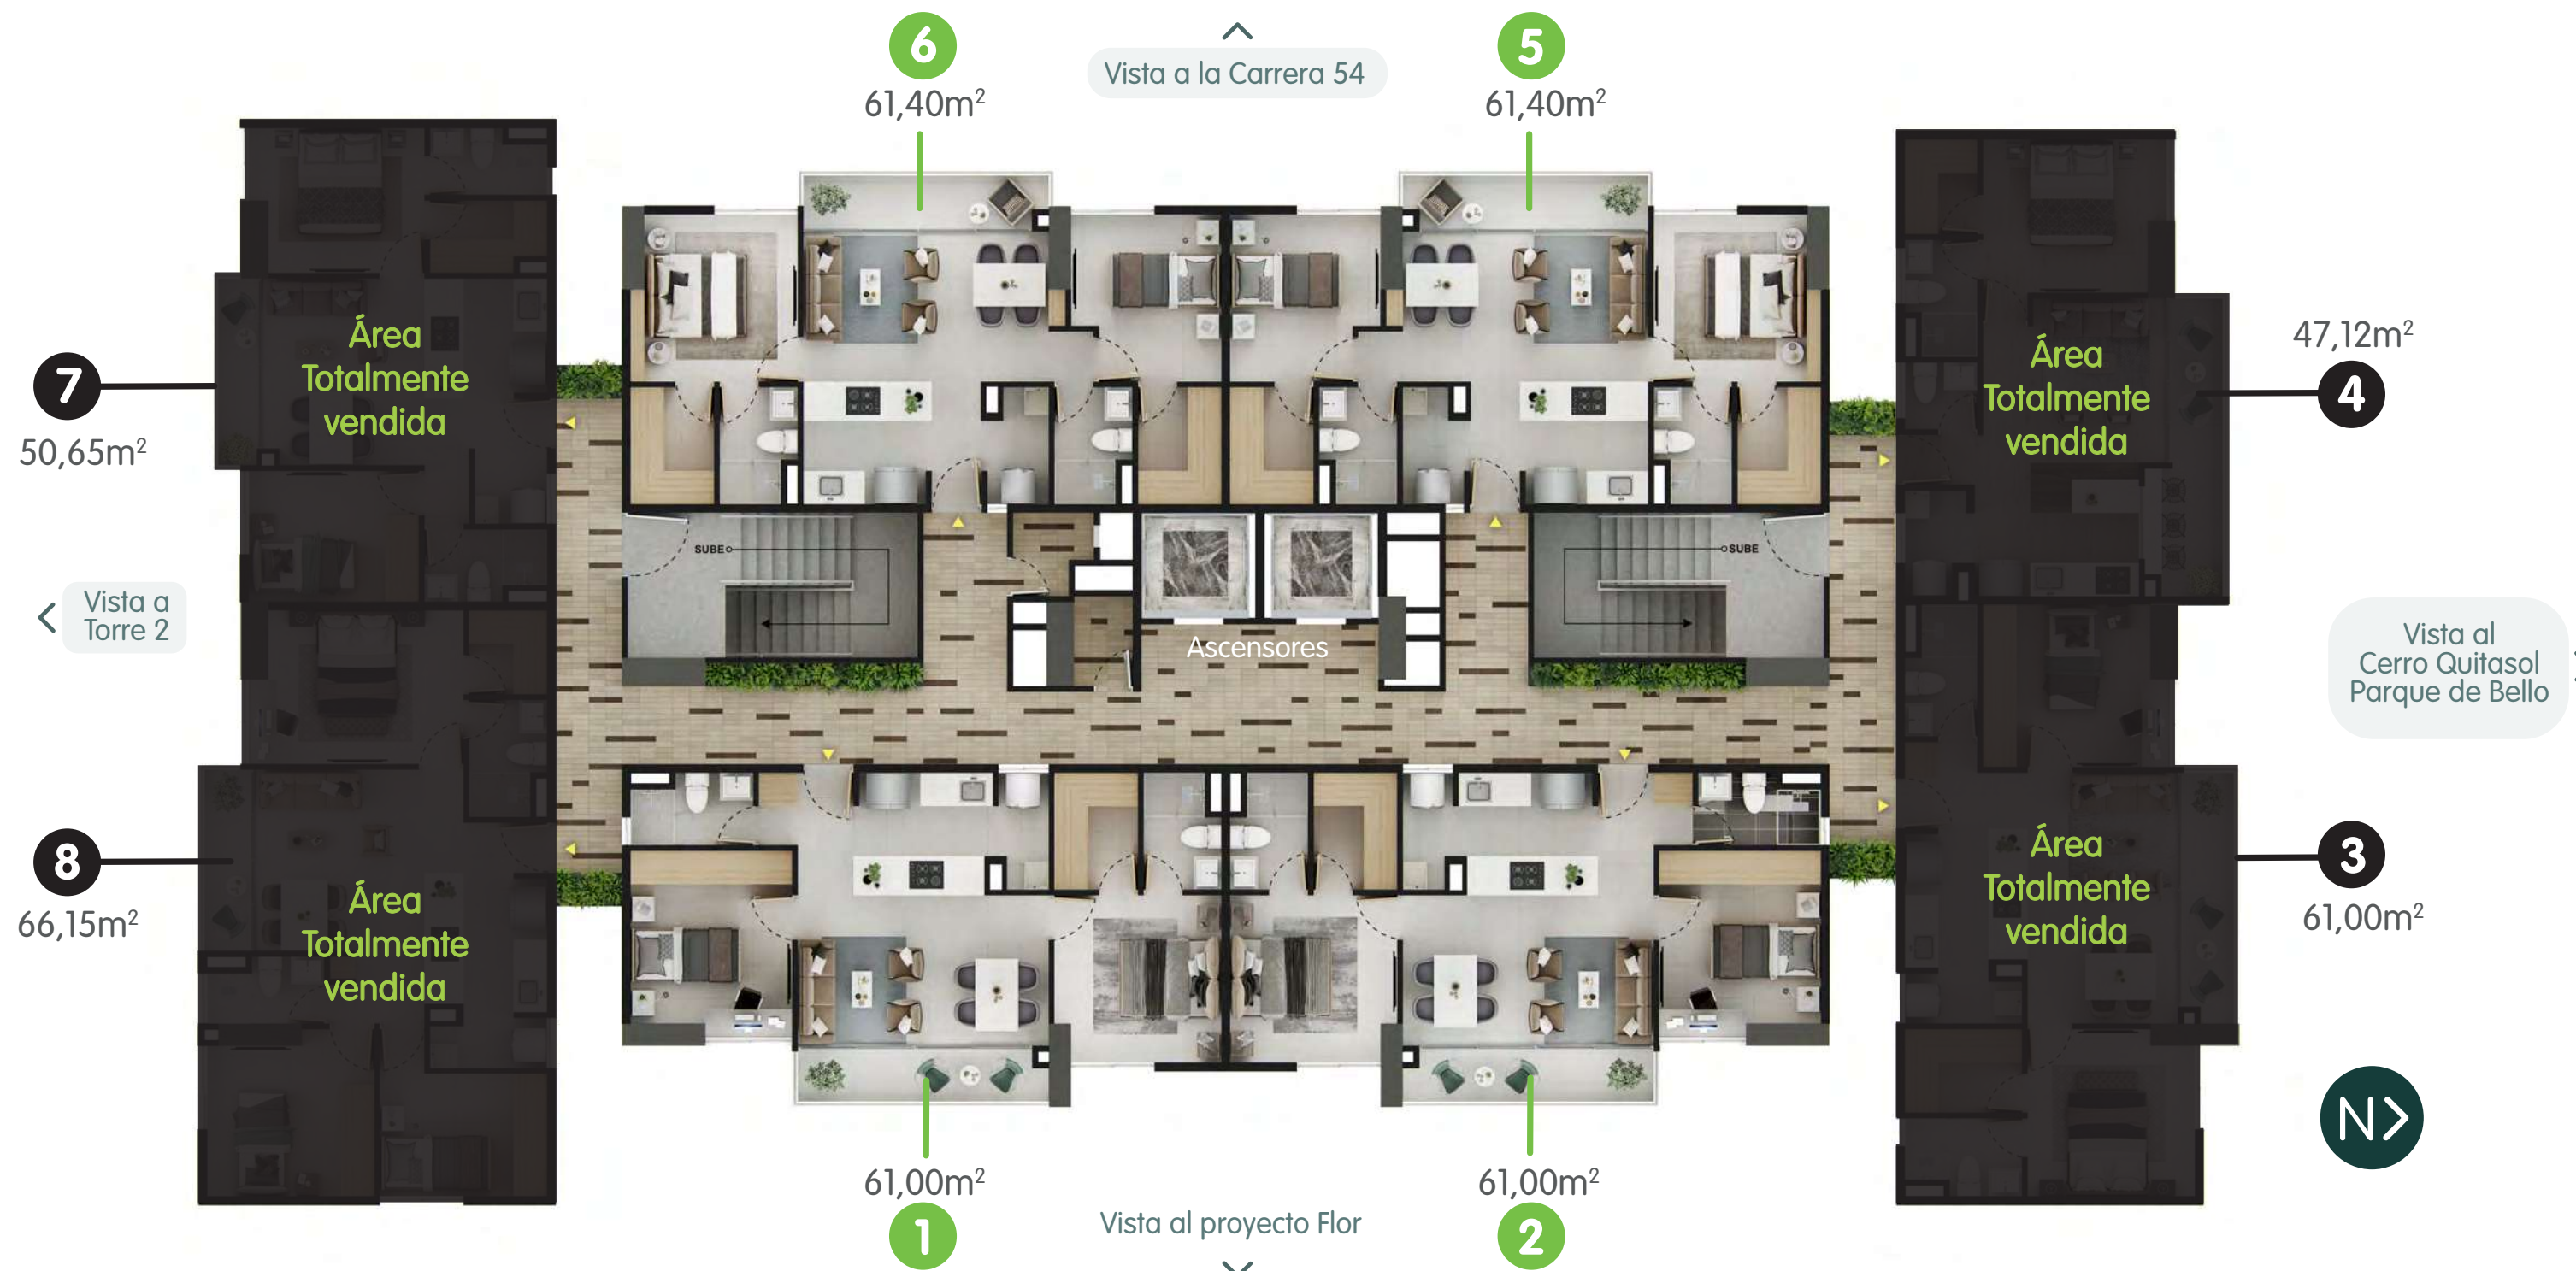 6
61,40m²
Vista a la Carrera 54
5
61,40m²
Área
Totalmente
vendida
7
50,65m²
Área
Totalmente
vendida
47,12m²
4
SUBE
SUBE
Ascensores
Vista a
Torre 2
Vista al
Cerro Quitasol
Parque de Bello
8
66,15m²
Área
Totalmente
vendida
Área
Totalmente
vendida
3
61,00m²
N>
61,00m²
1
Vista al proyecto Flor
61,00m²
2